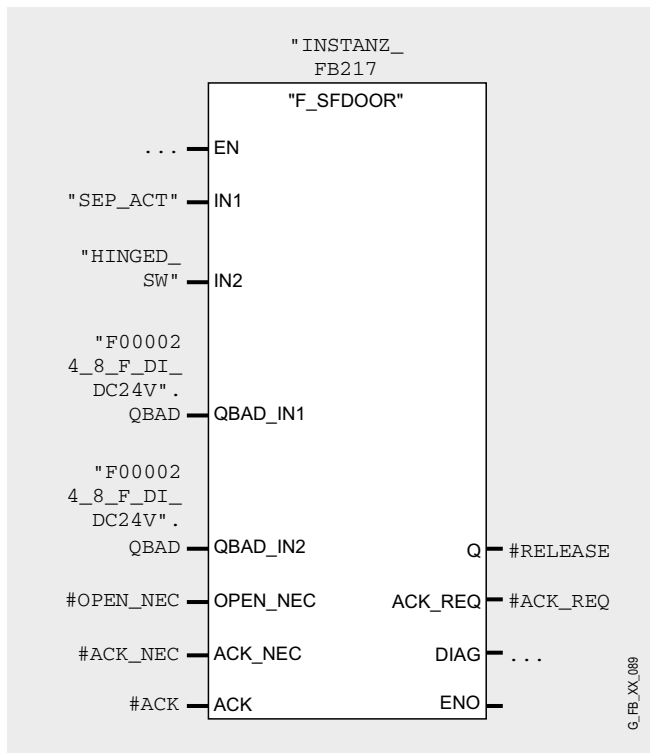 "INSTANZ_
FB217
"F_SFDOOR"
... EN
"SEP_ACT" IN1
"HINGED_
SW" IN2
"F00002
4_8_F_DI_
DC24V".
QBAD QBAD_IN1
"F00002
4_8_F_DI_
DC24V".
QBAD QBAD_IN2 Q #RELEASE
#OPEN_NEC OPEN_NEC ACK_REQ #ACK_REQ
#ACK_NEC ACK_NEC DIAG ...
#ACK ACK ENO
G_FB_XX_089